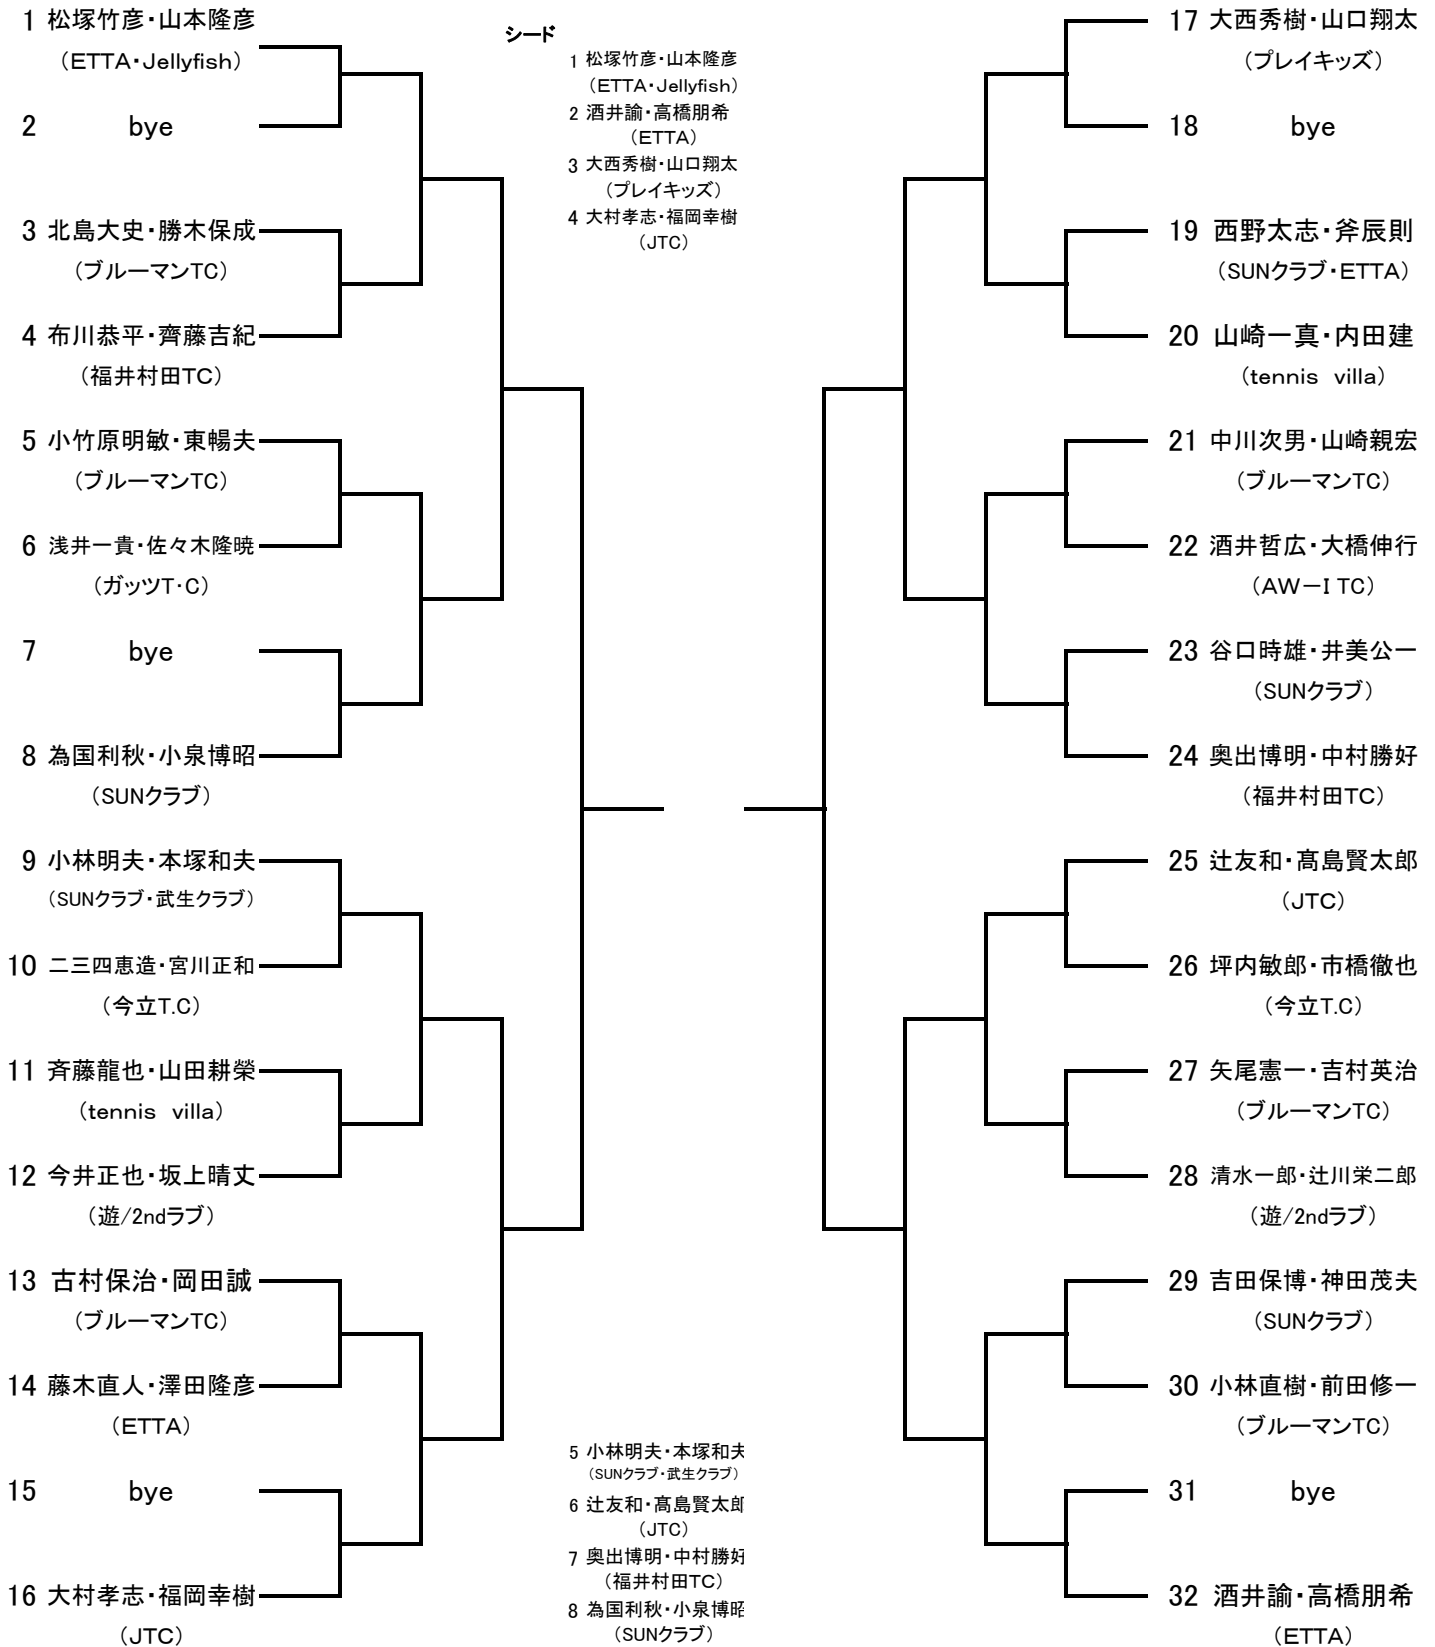 1 松塚竹彦・山本隆彦
（ETTA・Jellyfish）
2 bye
3 北島大史・勝木保成
（ブルーマンTC）
4 布川恭平・齊藤吉紀
（福井村田TC）
5 小竹原明敏・東暢夫
（ブルーマンTC）
6 浅井一貴・佐々木隆暁
（ガッツT・C）
7 bye
8 為国利秋・小泉博昭
（SUNクラブ）
9 小林明夫・本塚和夫
（SUNクラブ・武生クラブ）
10 二三四恵造・宮川正和
（今立T.C）
11 斉藤龍也・山田耕榮
（tennis villa）
12 今井正也・坂上晴丈
（遊/2ndラブ）
13 古村保治・岡田誠
（ブルーマンTC）
14 藤木直人・澤田隆彦
（ETTA）
15 bye
16 大村孝志・福岡幸樹
（JTC）
シード
1 松塚竹彦・山本隆彦
（ETTA・Jellyfish）
2 酒井諭・高橋朋希
（ETTA）
3 大西秀樹・山口翔太
（プレイキッズ）
4 大村孝志・福岡幸樹
（JTC）
5 小林明夫・本塚和夫
（SUNクラブ・武生クラブ）
6 辻友和・髙島賢太郎
（JTC）
7 奥出博明・中村勝好
（福井村田TC）
8 為国利秋・小泉博昭
（SUNクラブ）
17 大西秀樹・山口翔太
（プレイキッズ）
18 bye
19 西野太志・斧辰則
（SUNクラブ・ETTA）
20 山崎一真・内田建
（tennis villa）
21 中川次男・山崎親宏
（ブルーマンTC）
22 酒井哲広・大橋伸行
（AW－I TC）
23 谷口時雄・井美公一
（SUNクラブ）
24 奥出博明・中村勝好
（福井村田TC）
25 辻友和・髙島賢太郎
（JTC）
26 坪内敏郎・市橋徹也
（今立T.C）
27 矢尾憲一・吉村英治
（ブルーマンTC）
28 清水一郎・辻川栄二郎
（遊/2ndラブ）
29 吉田保博・神田茂夫
（SUNクラブ）
30 小林直樹・前田修一
（ブルーマンTC）
31 bye
32 酒井諭・高橋朋希
（ETTA）